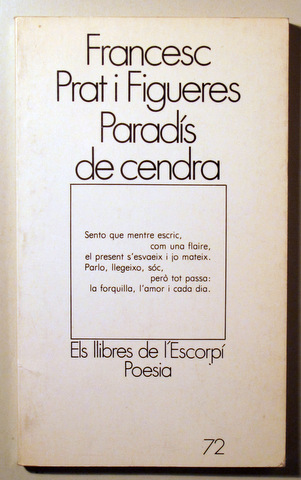 Francesc
Prat i Figueres
Paradís
de cendra
Sento que mentre escric,
com una flaire,
el present s'esvaeix i jo mateix.
Parlo, llegeixo, sóc,
però tot passa:
la forquilla, l'amor i cada dia.
Els llibres de l'Escorpí
Poesia
72